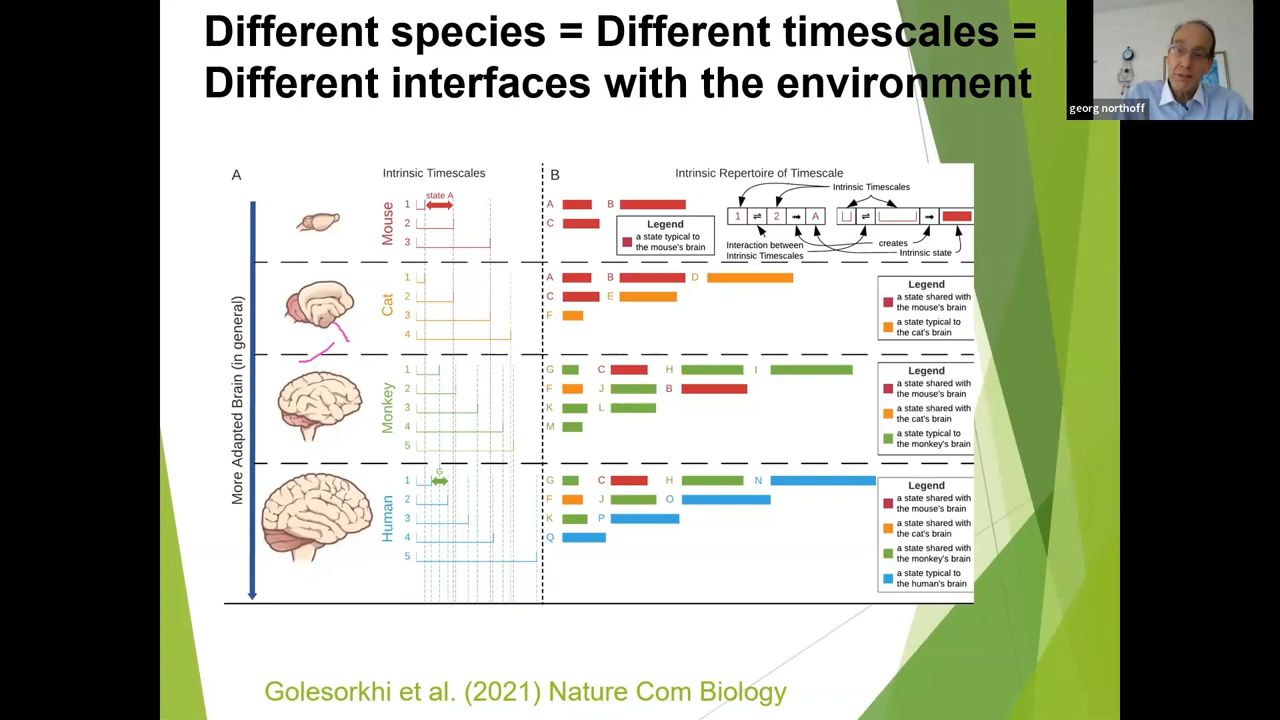 Different species = Different timescales =
Different interfaces with the environment
georg northoff
A
Intrinsic Timescales
B
Intrinsic Repertoire of Timescale
More Adapted Brain (in general)
Mouse
state A
1
2
3
A B
C
Legend
a state typical to
the mouse's brain
Intrinsic Timescales
1 ⇌ 2 ➡ A
⇌ ➡
Interaction between
Intrinsic Timescales
creates
Intrinsic state
Cat
1
2
3
4
A B D
C E
F
Legend
a state shared with
the mouse's brain
a state typical to
the cat's brain
Monkey
1
2
3
4
5
G C H I
F J B
K L
M
Legend
a state shared with
the mouse's brain
a state shared with
the cat's brain
a state typical to
the monkey's brain
Human
G
1
2
3
4
5
G C H N
F J O
K P
Q
Legend
a state shared with
the mouse's brain
a state shared with
the cat's brain
a state shared with
the monkey's brain
a state typical to
the human's brain
Golesorkhi et al. (2021) Nature Com Biology